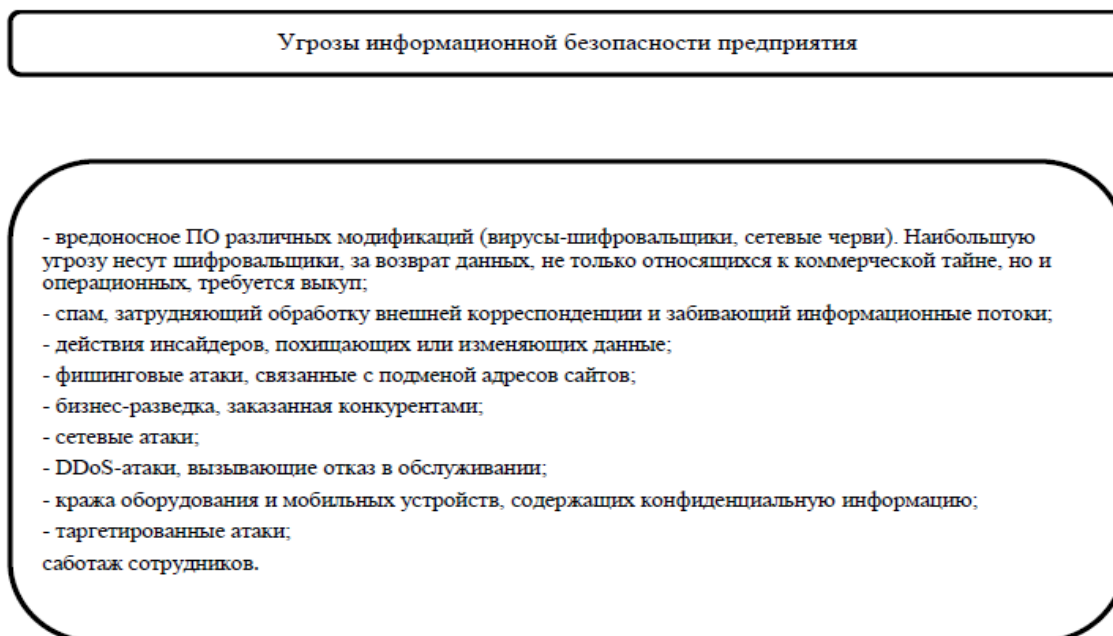 Угрозы информационной безопасности предприятия
- вредоносное ПО различных модификаций (вирусы-шифровальщики, сетевые черви). Наибольшую
угрозу несут шифровальщики, за возврат данных, не только относящихся к коммерческой тайне, но и
операционных, требуется выкуп;
- спам, затрудняющий обработку внешней корреспонденции и забивающий информационные потоки;
- действия инсайдеров, похищающих или изменяющих данные;
- фишинговые атаки, связанные с подменой адресов сайтов;
- бизнес-разведка, заказанная конкурентами;
- сетевые атаки;
- DDoS-атаки, вызывающие отказ в обслуживании;
- кража оборудования и мобильных устройств, содержащих конфиденциальную информацию;
- таргетированные атаки;
саботаж сотрудников.